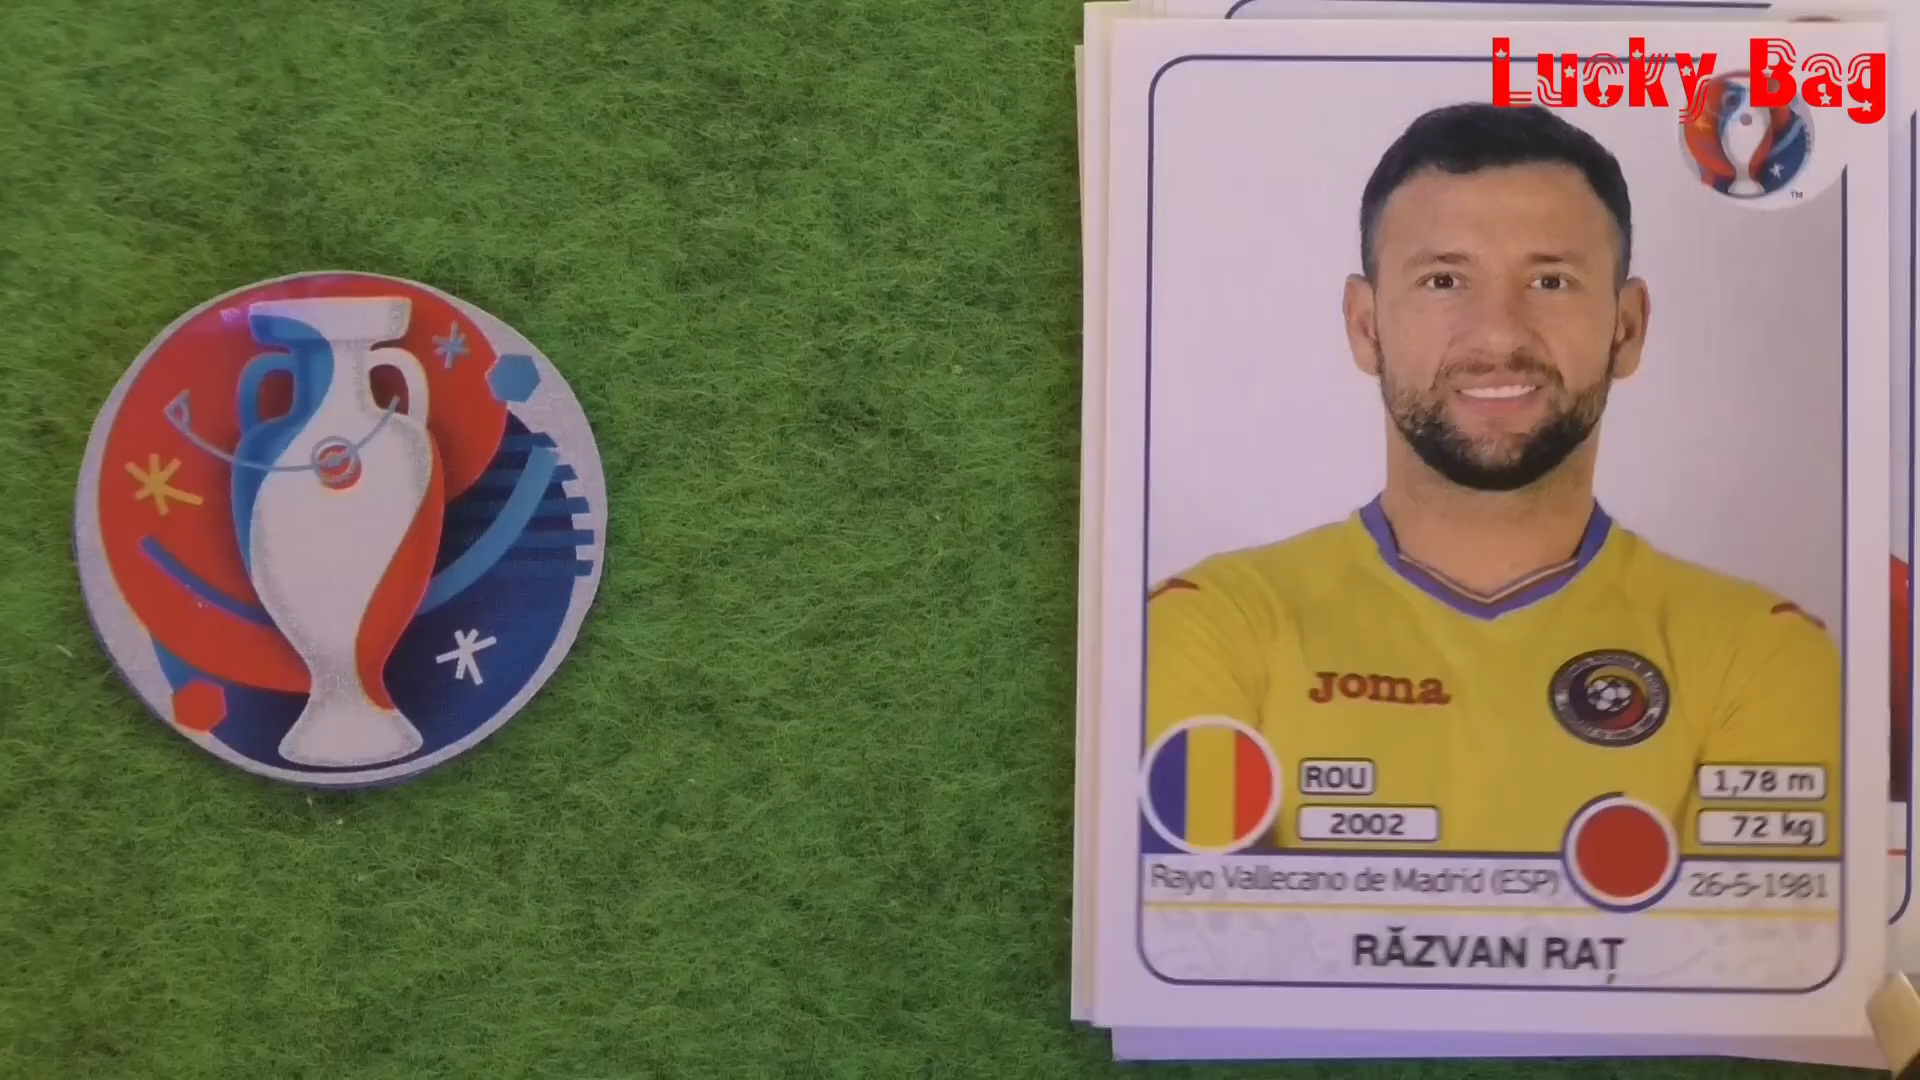 Lucky Bag
TM
Joma
ROU
2002
1,78 m
72 kg
Rayo Vallecano de Madrid (ESP)
26-5-1981
RĂZVAN RAȚ